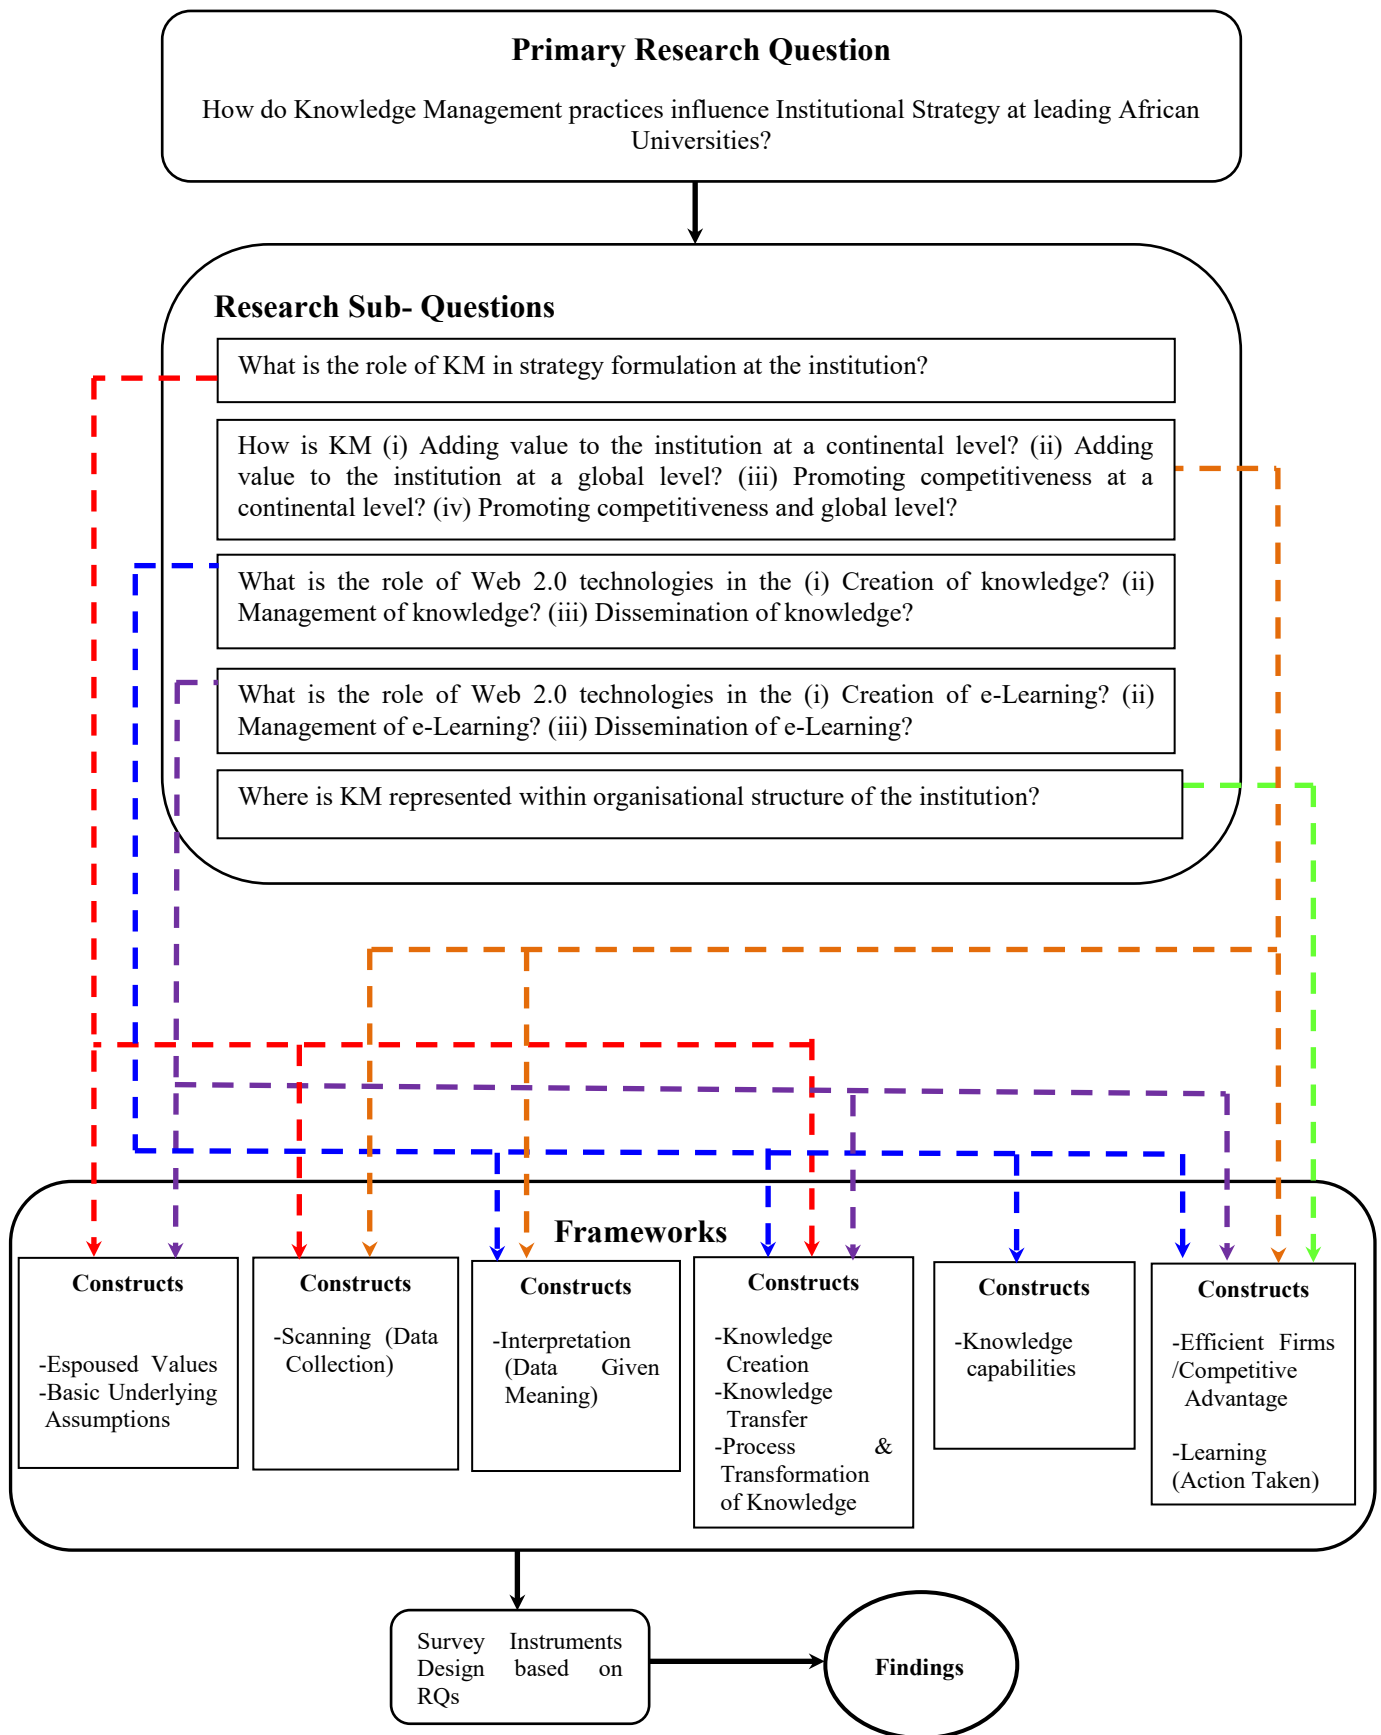 Primary Research Question
How do Knowledge Management practices influence Institutional Strategy at leading African
Universities?
Research Sub- Questions
What is the role of KM in strategy formulation at the institution?
How is KM (i) Adding value to the institution at a continental level? (ii) Adding
value to the institution at a global level? (iii) Promoting competitiveness at a
continental level? (iv) Promoting competitiveness and global level?
What is the role of Web 2.0 technologies in the (i) Creation of knowledge? (ii)
Management of knowledge? (iii) Dissemination of knowledge?
What is the role of Web 2.0 technologies in the (i) Creation of e-Learning? (ii)
Management of e-Learning? (iii) Dissemination of e-Learning?
Where is KM represented within organisational structure of the institution?
Frameworks
Constructs
-Espoused Values
-Basic Underlying
Assumptions
Constructs
-Scanning (Data
Collection)
Constructs
-Interpretation
(Data Given
Meaning)
Constructs
-Knowledge
Creation
-Knowledge
Transfer
-Process &
Transformation
of Knowledge
Constructs
-Knowledge
capabilities
Constructs
-Efficient Firms
/Competitive
Advantage
-Learning
(Action Taken)
Survey Instruments
Design based on
RQs
Findings